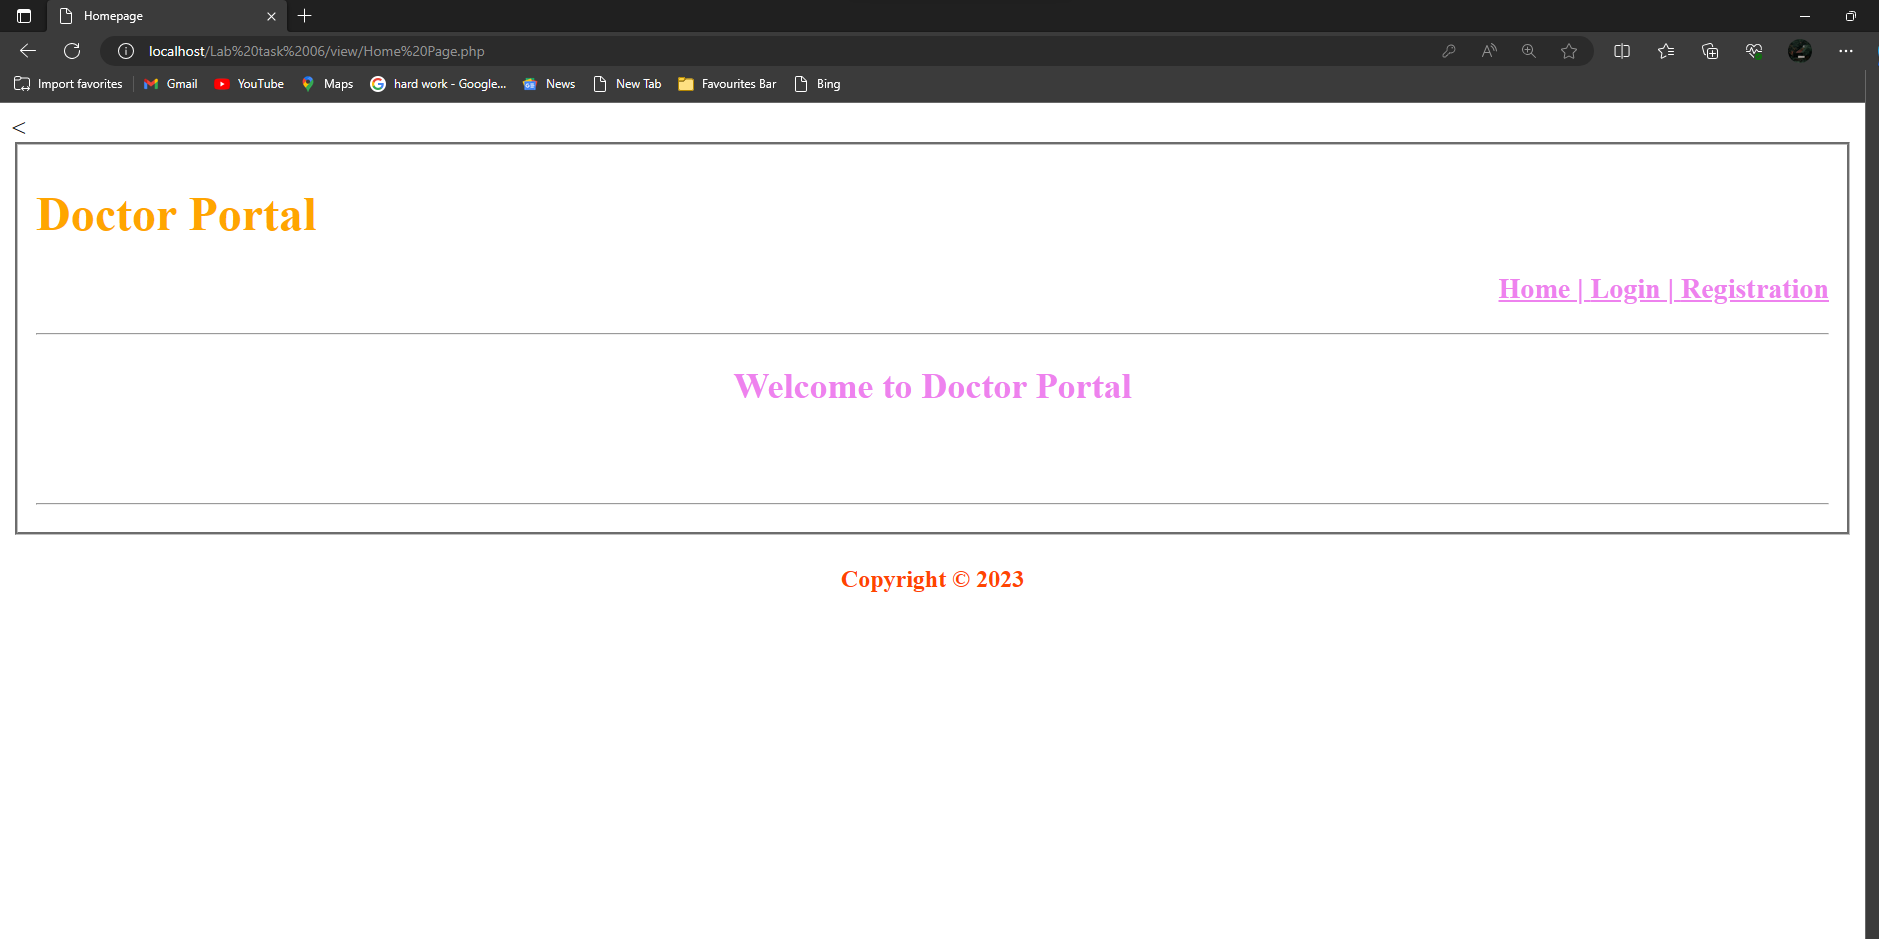 Homepage
localhost/Lab%20task%2006/view/Home%20Page.php
Import favorites Gmail YouTube Maps hard work - Google... News New Tab Favourites Bar Bing
<
Doctor Portal
Home | Login | Registration
Welcome to Doctor Portal
Copyright © 2023